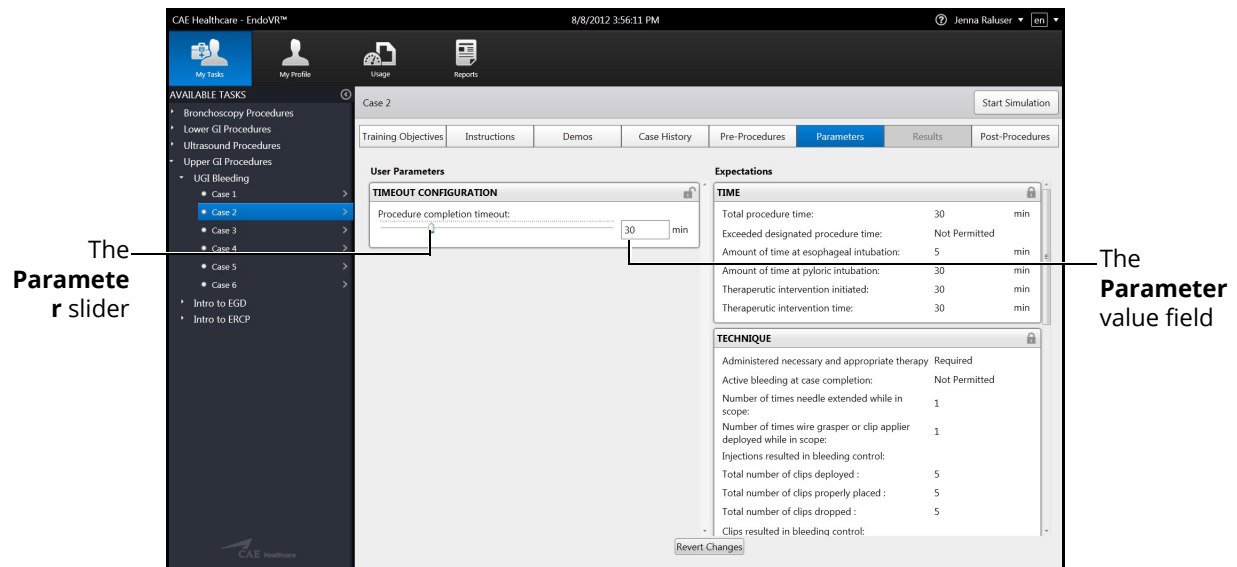 CAE Healthcare - EndoVR™ 8/8/2012 3:56:11 PM ? Jenna Raluser en
My Tasks My Profile Usage Reports
AVAILABLE TASKS
Bronchoscopy Procedures
Lower GI Procedures
Ultrasound Procedures
Upper GI Procedures
UGI Bleeding
Case 1
Case 2
Case 3
Case 4
Case 5
Case 6
Intro to EGD
Intro to ERCP
CAE Healthcare
Case 2 Start Simulation
Training Objectives Instructions Demos Case History Pre-Procedures Parameters Results Post-Procedures
User Parameters
TIMEOUT CONFIGURATION
Procedure completion timeout:
30 min
Expectations
TIME
Total procedure time: 30 min
Exceeded designated procedure time: Not Permitted
Amount of time at esophageal intubation: 5 min
Amount of time at pyloric intubation: 30 min
Theraperutic intervention initiated: 30 min
Theraperutic intervention time: 30 min
TECHNIQUE
Administered necessary and appropriate therapy Required
Active bleeding at case completion: Not Permitted
Number of times needle extended while in
scope: 1
Number of times wire grasper or clip applier
deployed while in scope: 1
Injections resulted in bleeding control:
Total number of clips deployed : 5
Total number of clips properly placed : 5
Total number of clips dropped : 5
Clips resulted in bleeding control:
Revert Changes
The
Paramete
r slider
The
Parameter
value field